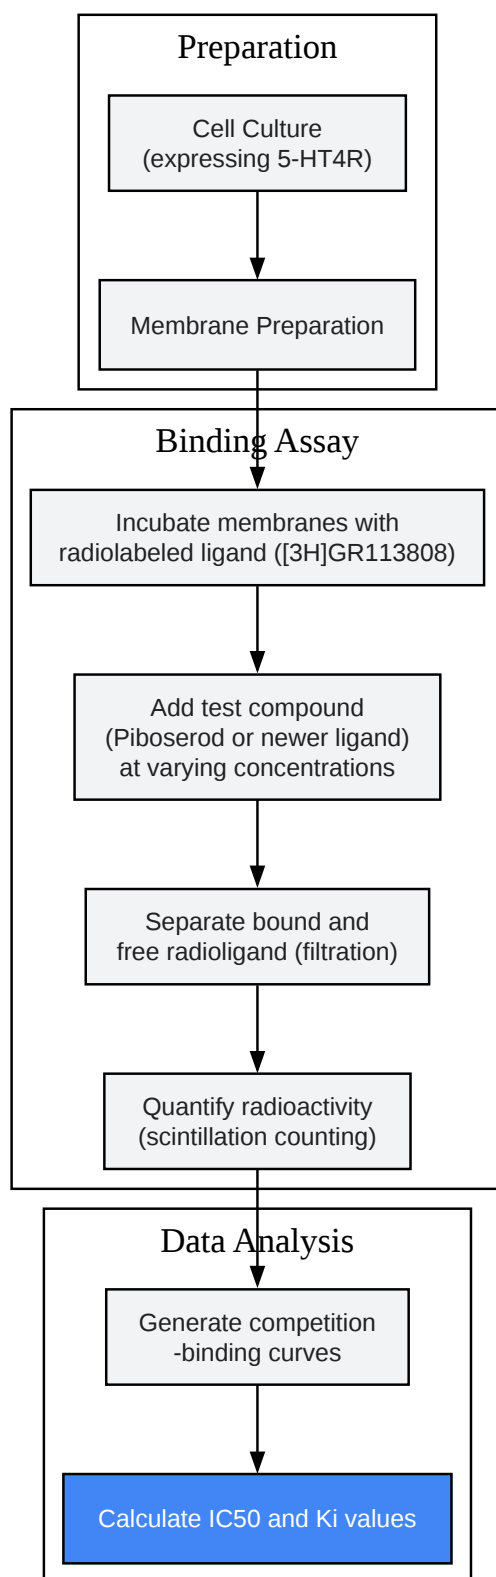 Preparation
Cell Culture
(expressing 5-HT4R)
Membrane Preparation
Binding Assay
Incubate membranes with
radiolabeled ligand ([3H]GR113808)
Add test compound
(Piboserod or newer ligand)
at varying concentrations
Separate bound and
free radioligand (filtration)
Quantify radioactivity
(scintillation counting)
Data Analysis
Generate competition
-binding curves
Calculate IC50 and Ki values